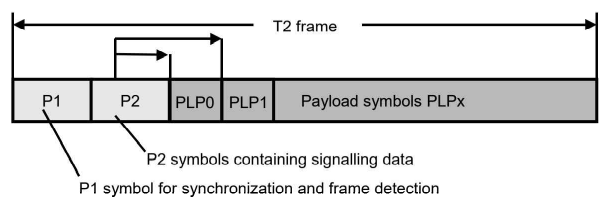 T2 frame
P1 P2 PLP0 PLP1 Payload symbols PLPx
P2 symbols containing signalling data
P1 symbol for synchronization and frame detection